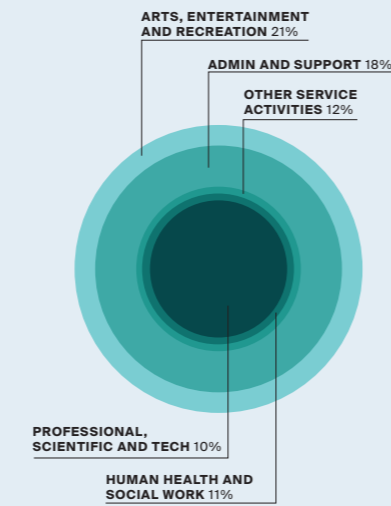 ARTS, ENTERTAINMENT
AND RECREATION 21%
ADMIN AND SUPPORT 18%
OTHER SERVICE
ACTIVITIES 12%
PROFESSIONAL,
SCIENTIFIC AND TECH 10%
HUMAN HEALTH AND
SOCIAL WORK 11%